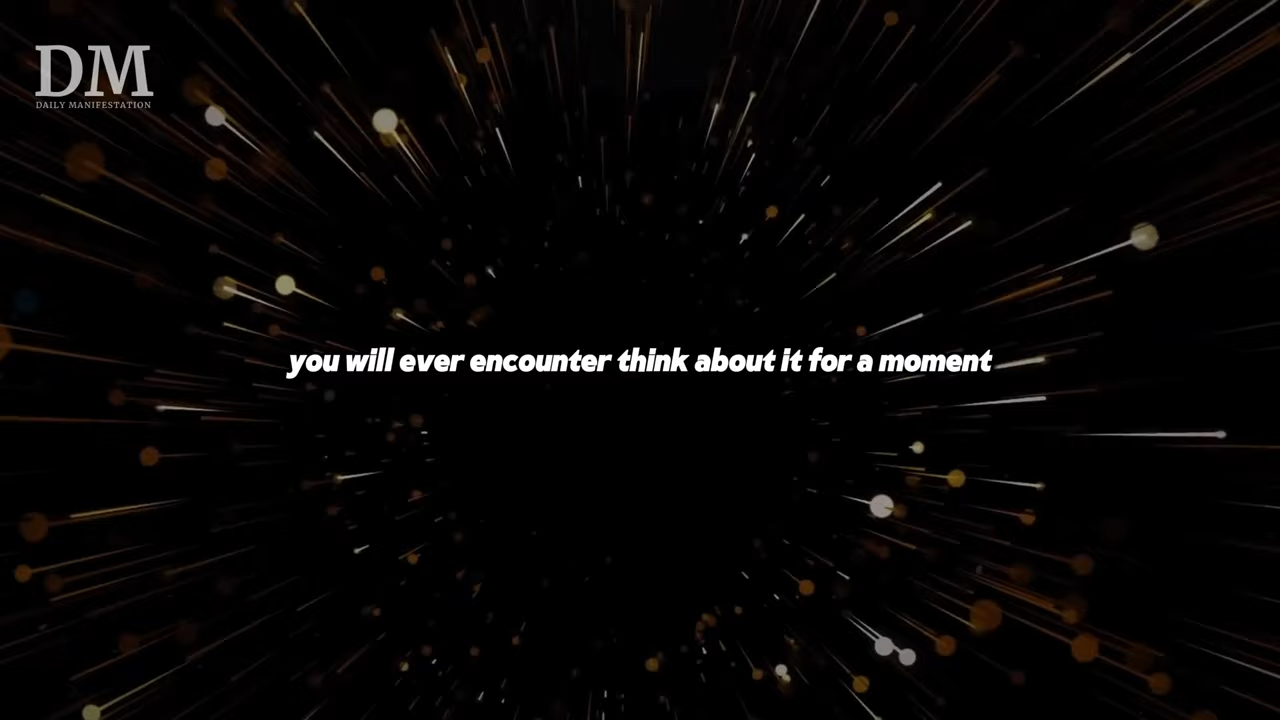 DM
DAILY MANIFESTATION
you will ever encounter think about it for a moment